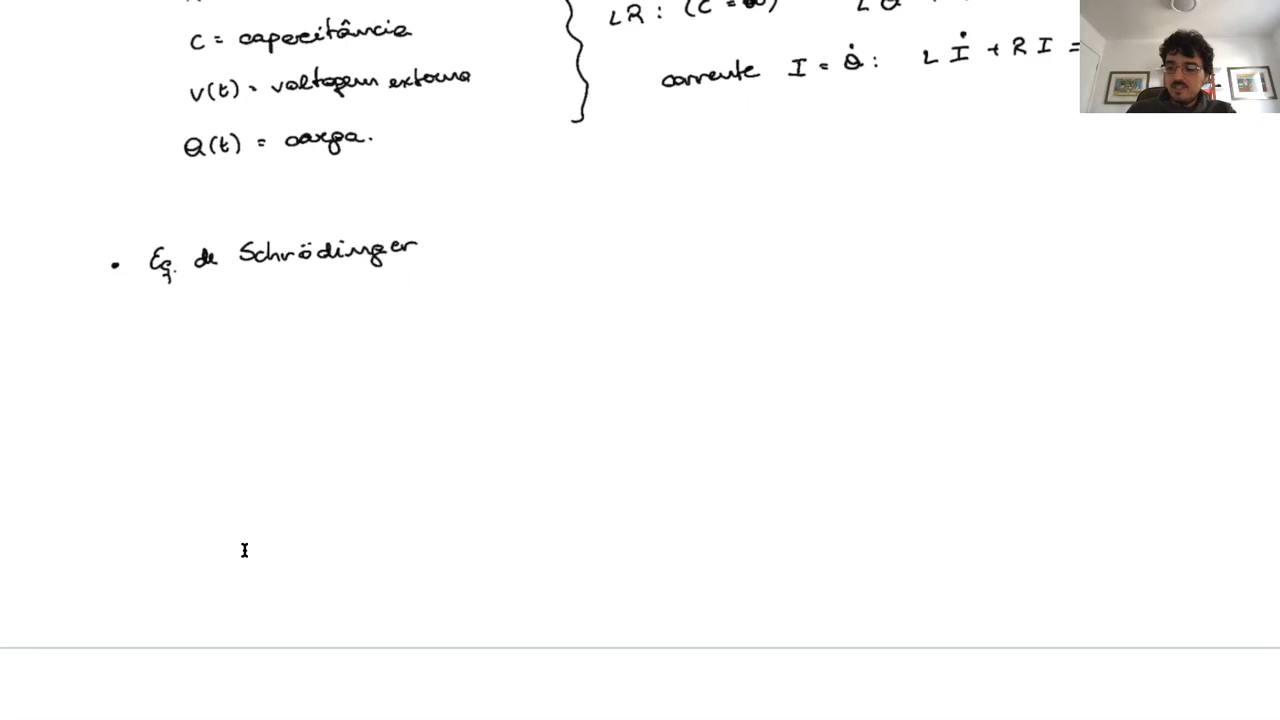 C = capacitância
V(t) = voltagem externa
Q(t) = carga.
LR: (C = ∞)
corrente I = Q̇ : L İ + R I =
• Eq. de Schrödinger